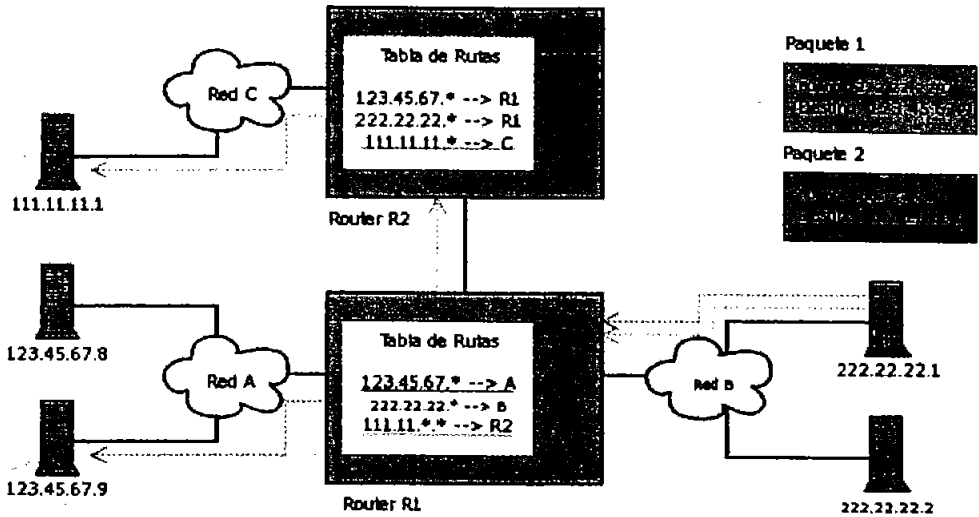 Tabla de Rutas
123.45.67.* --> R1
222.22.22.* --> R1
111.11.11.* --> C
Router R2
Red C
111.11.11.1
Paquete 1
Paquete 2
123.45.67.8
Red A
123.45.67.9
Tabla de Rutas
123.45.67.* --> A
222.22.22.* --> B
111.11.*.* --> R2
Router R1
Red B
222.22.22.1
222.22.22.2